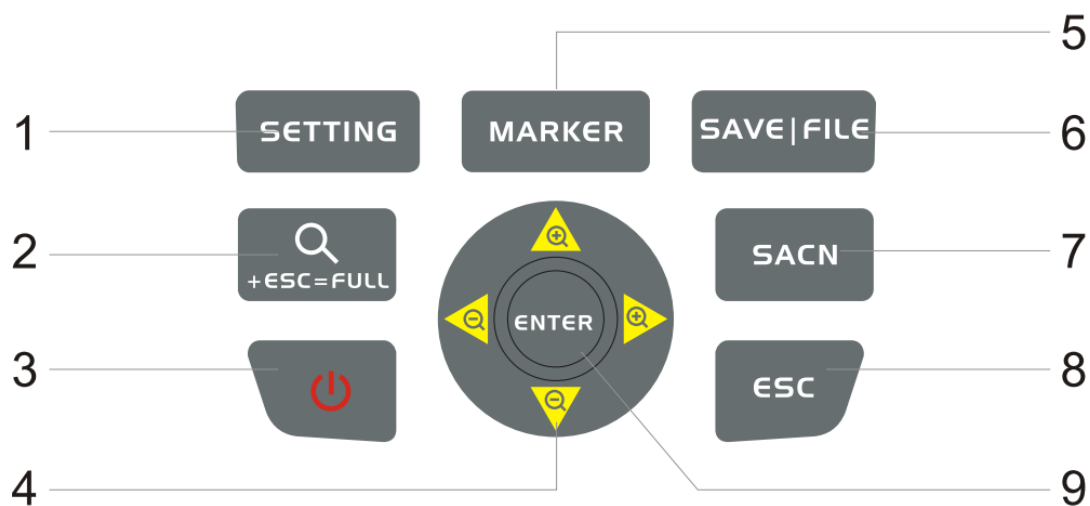 5
1 SETTING MARKER SAVE|FILE 6
2 +ESC=FULL SACN 7
ENTER
3 ESC 8
4 9